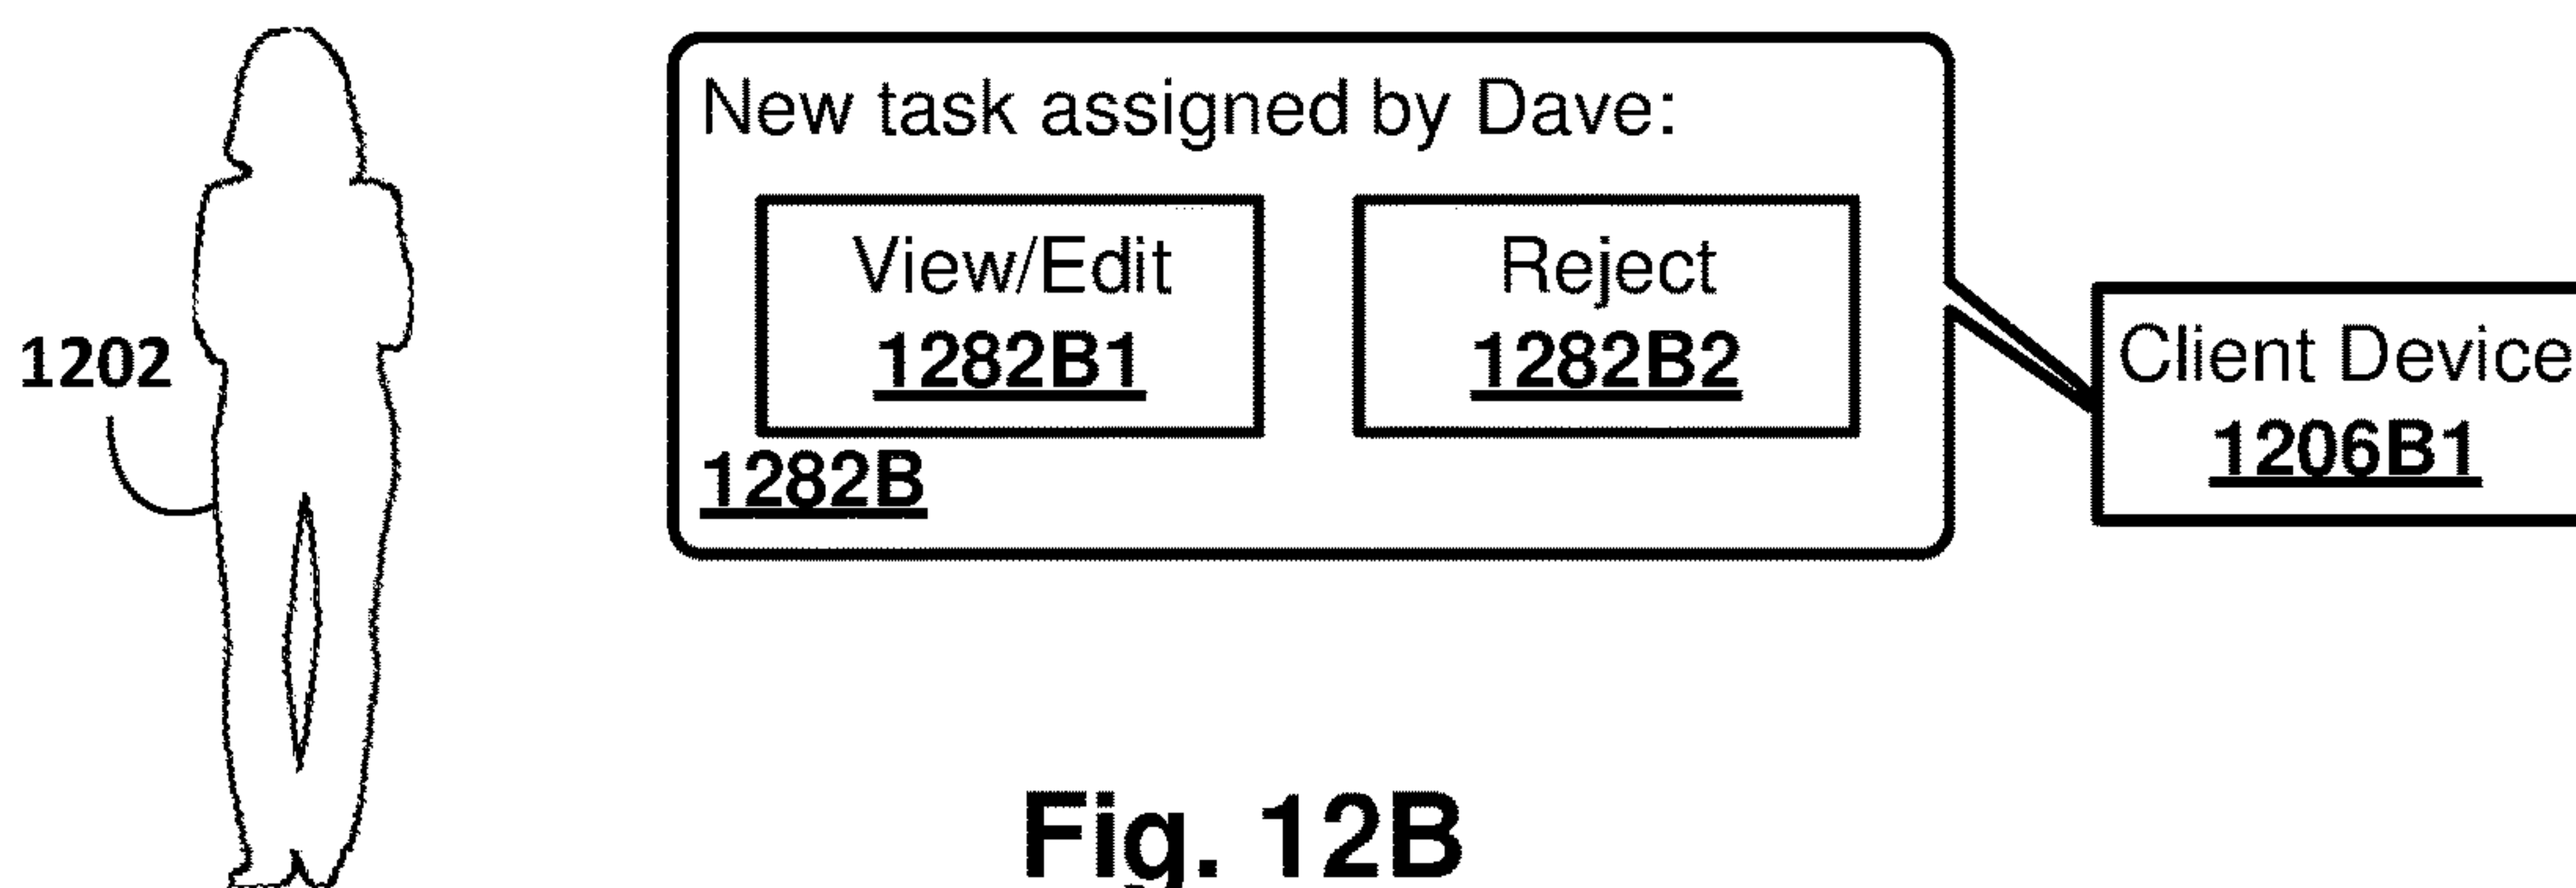 New task assigned by Dave:
View/Edit
1282B1
Reject
1282B2
1282B
Client Device
1206B1
1202
Fig. 12B